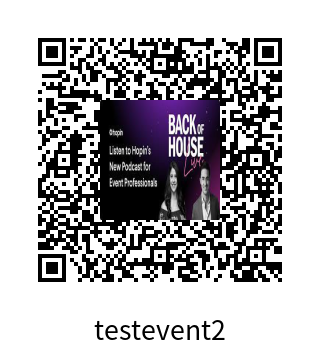 hopin
BACK OF
HOUSE
Live
Listen to Hopin's
New Podcast for
Event Professionals
testevent2